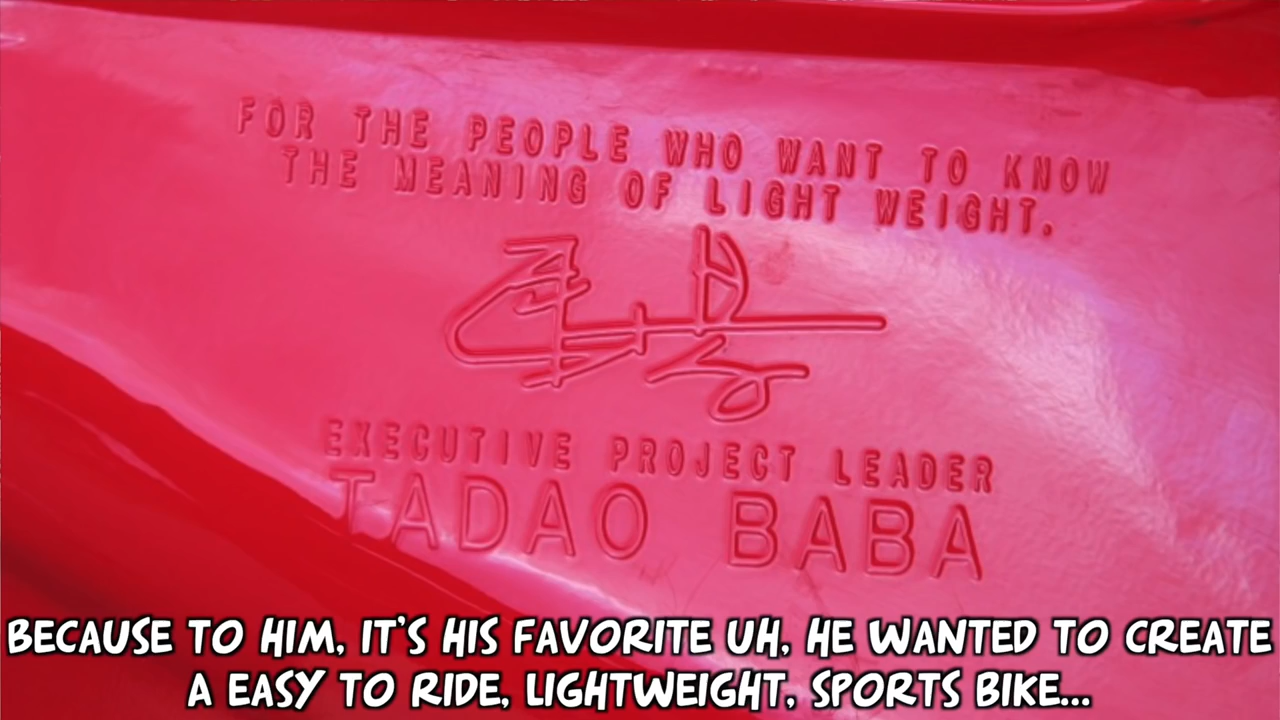 FOR THE PEOPLE WHO WANT TO KNOW
THE MEANING OF LIGHT WEIGHT.
EXECUTIVE PROJECT LEADER
TADAO BABA
BECAUSE TO HIM, IT'S HIS FAVORITE UH, HE WANTED TO CREATE
A EASY TO RIDE, LIGHTWEIGHT, SPORTS BIKE...